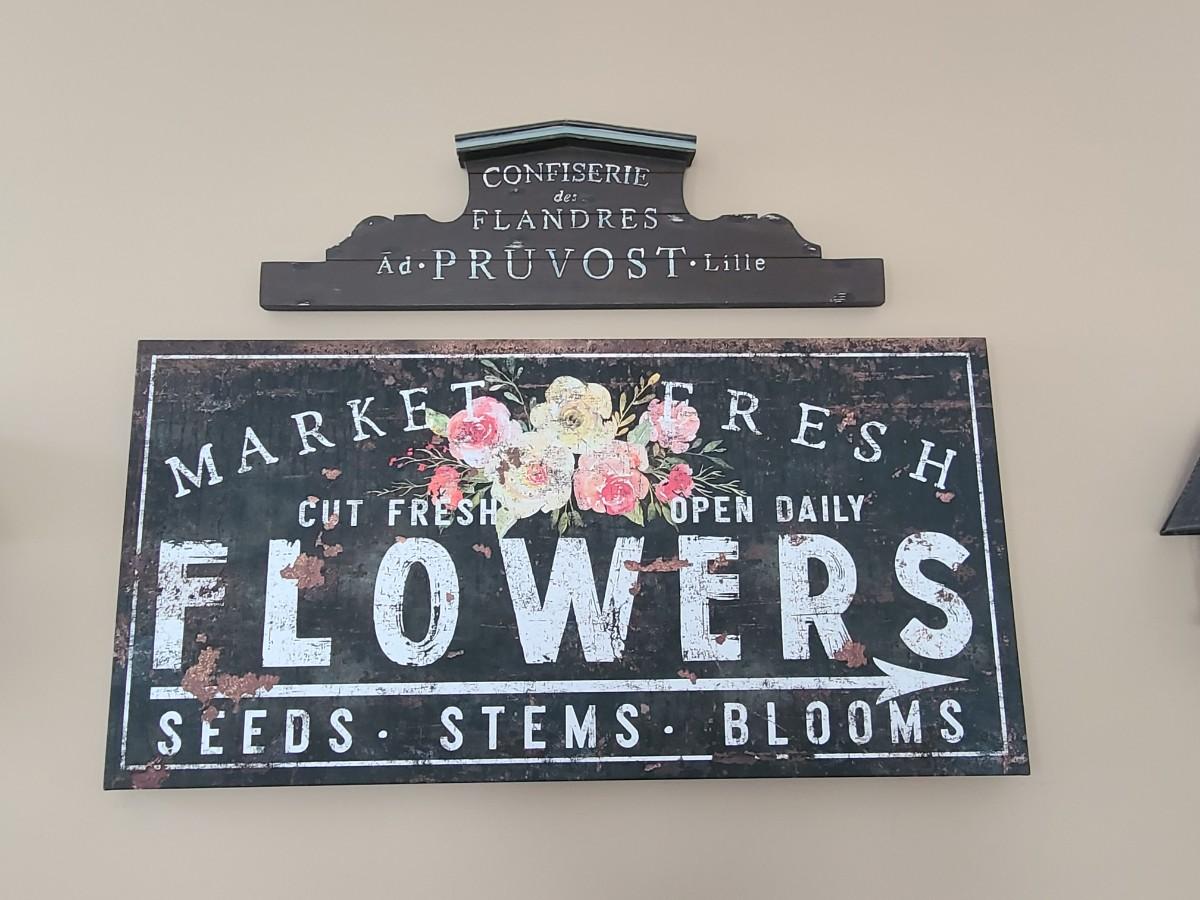 CONFISERIE
des
FLANDRES
Ad·PRUVOST·Lille
MARKET FRESH
CUT FRESH OPEN DAILY
FLOWERS
SEEDS· STEMS· BLOOMS